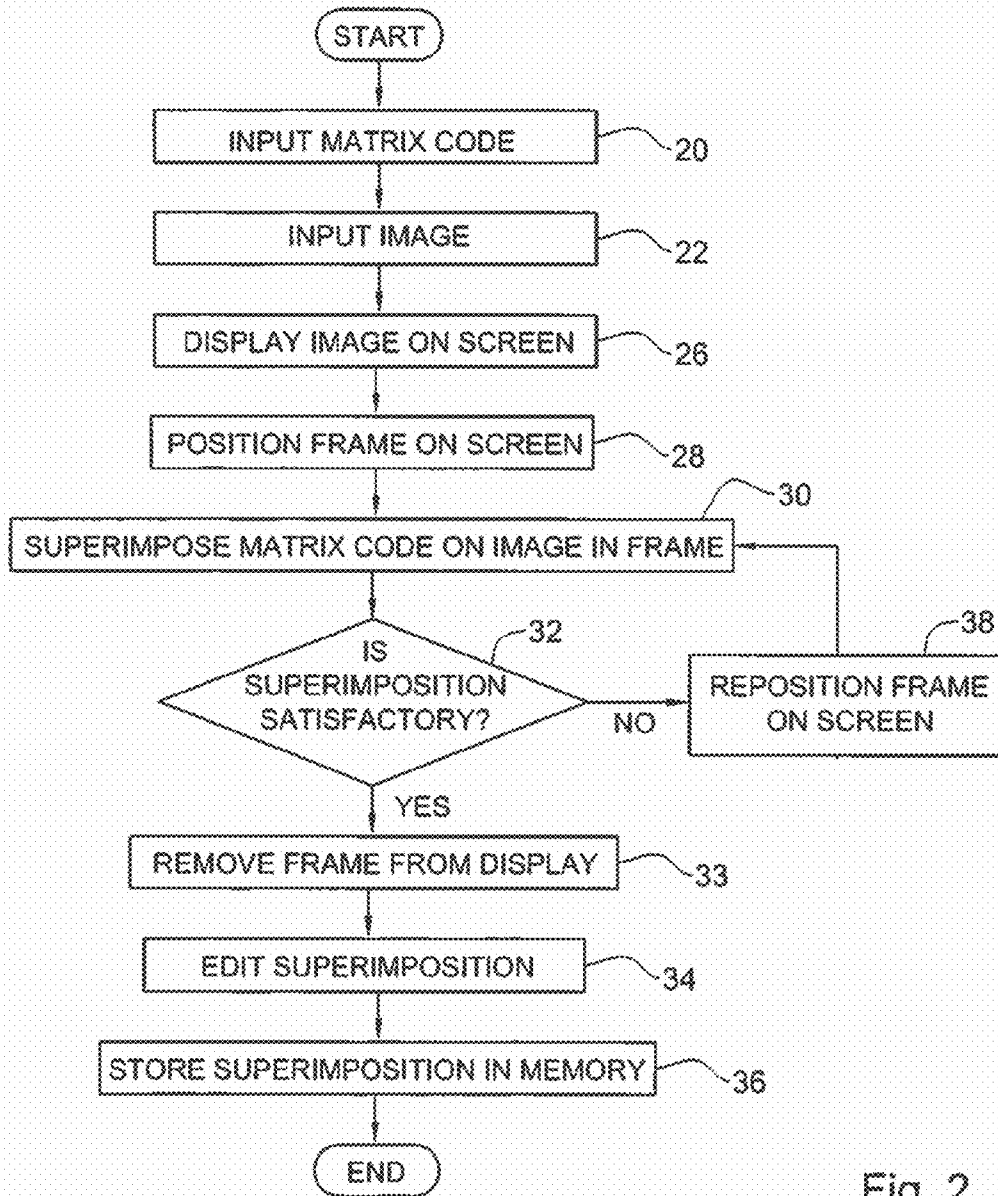 START
INPUT MATRIX CODE
20
INPUT IMAGE
22
DISPLAY IMAGE ON SCREEN
26
POSITION FRAME ON SCREEN
28
30
SUPERIMPOSE MATRIX CODE ON IMAGE IN FRAME
32
IS
SUPERIMPOSITION
SATISFACTORY?
NO
38
REPOSITION FRAME
ON SCREEN
YES
REMOVE FRAME FROM DISPLAY
33
EDIT SUPERIMPOSITION
34
STORE SUPERIMPOSITION IN MEMORY
36
END
Fig. 2